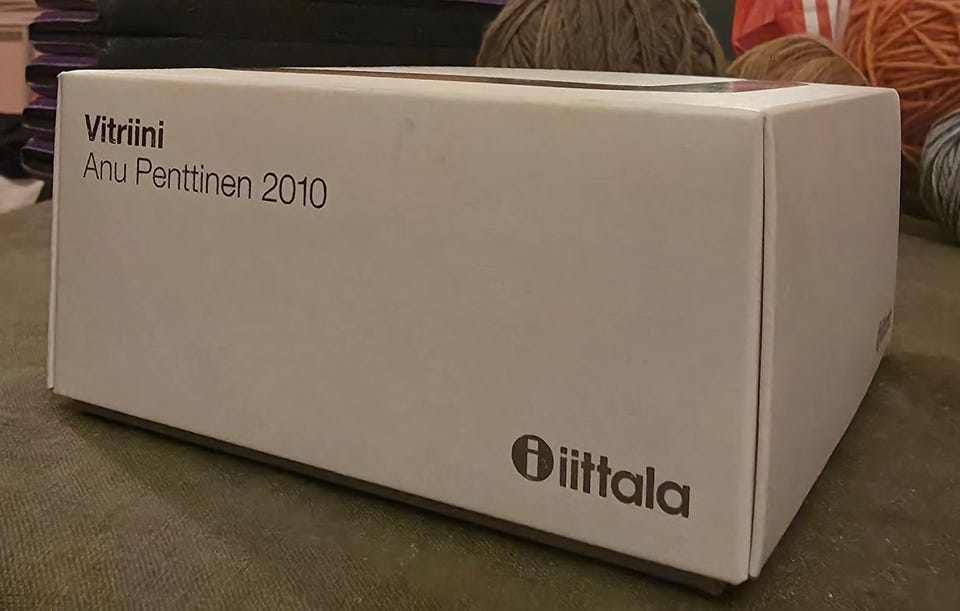 Vitriini
Anu Penttinen 2010
iittala